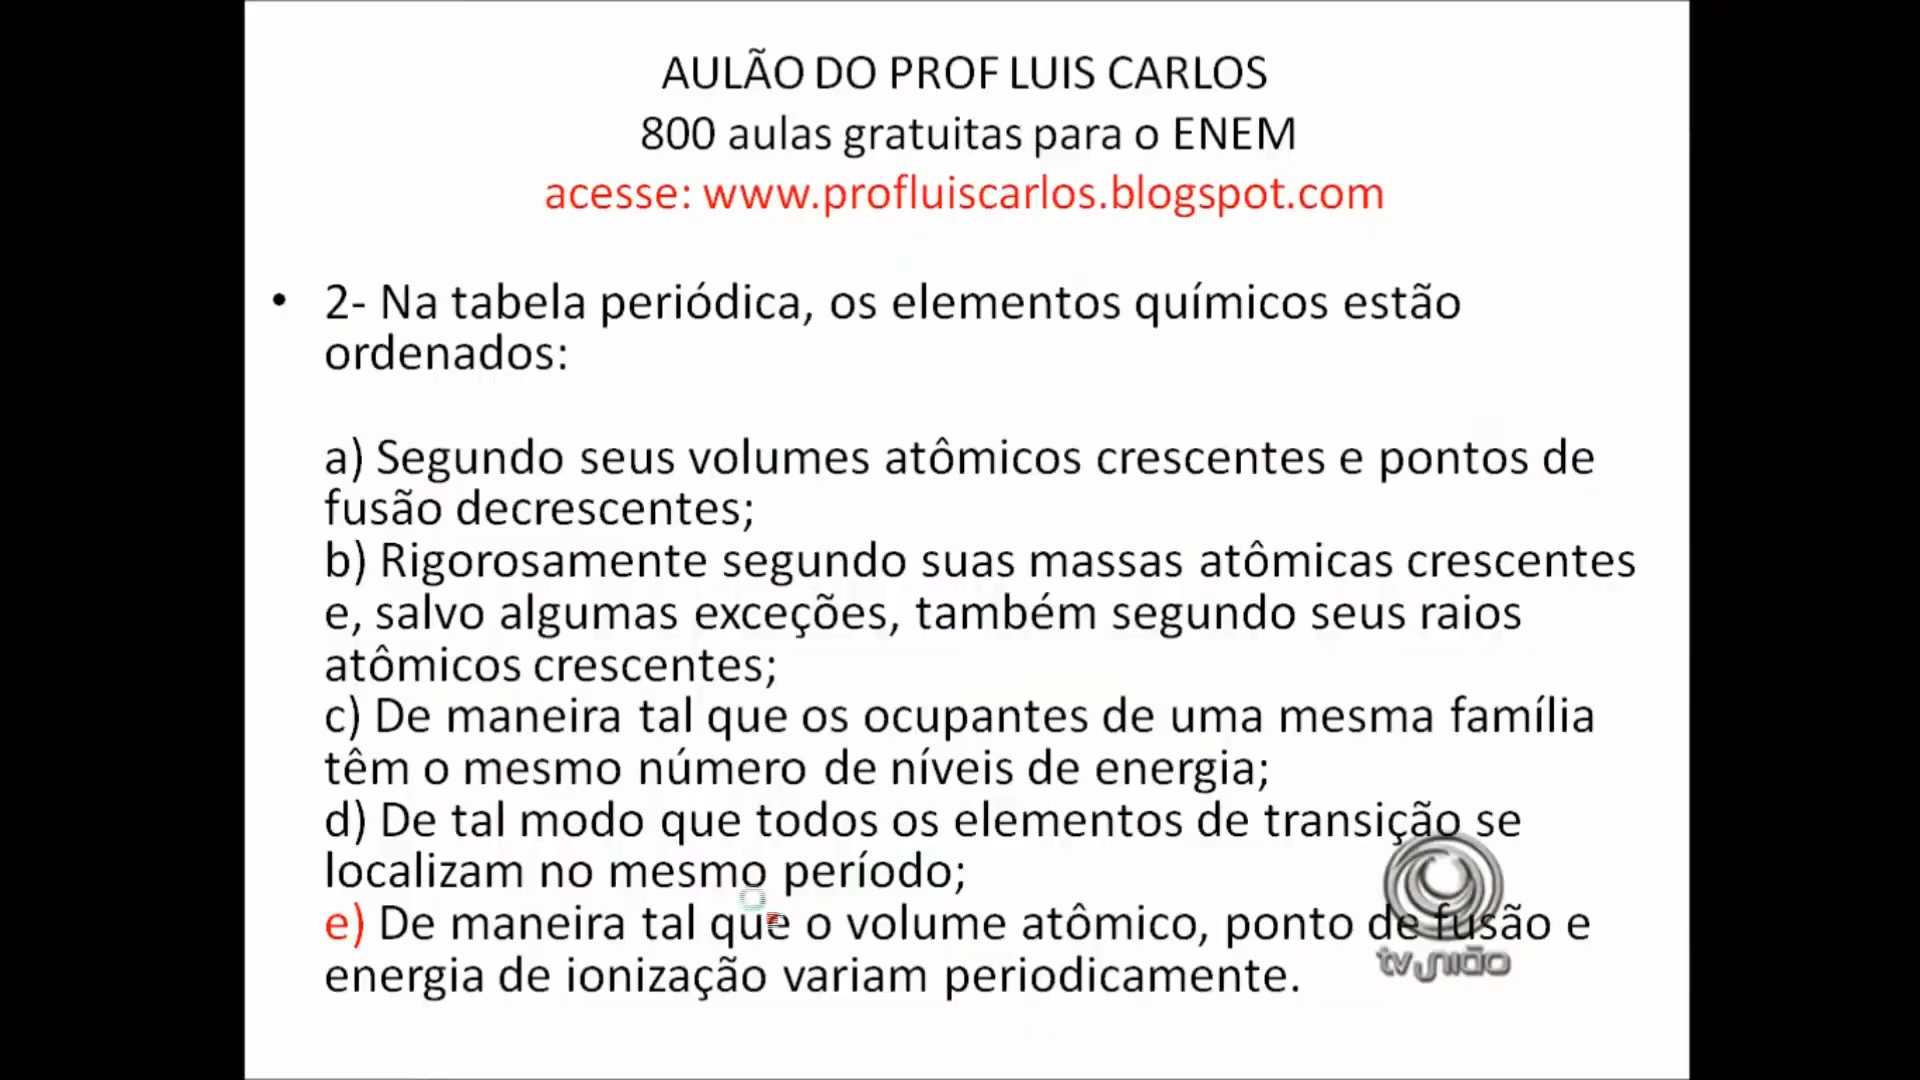 AULÃO DO PROF LUIS CARLOS
800 aulas gratuitas para o ENEM
acesse: www.profluiscarlos.blogspot.com
• 2- Na tabela periódica, os elementos químicos estão
ordenados:
a) Segundo seus volumes atômicos crescentes e pontos de
fusão decrescentes;
b) Rigorosamente segundo suas massas atômicas crescentes
e, salvo algumas exceções, também segundo seus raios
atômicos crescentes;
c) De maneira tal que os ocupantes de uma mesma família
têm o mesmo número de níveis de energia;
d) De tal modo que todos os elementos de transição se
localizam no mesmo período;
e) De maneira tal que o volume atômico, ponto de fusão e
energia de ionização variam periodicamente.
tv união